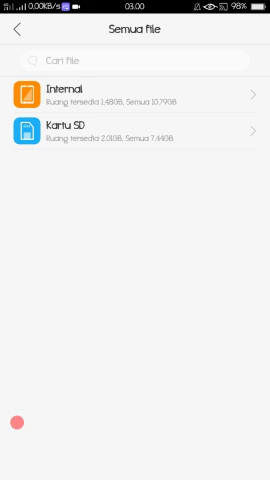 0,00KB/s 03.00 98%
Semua file
Cari file
Internal
Ruang tersedia 1,48GB, Semua 10,79GB
Kartu SD
Ruang tersedia 2,01GB, Semua 7,44GB